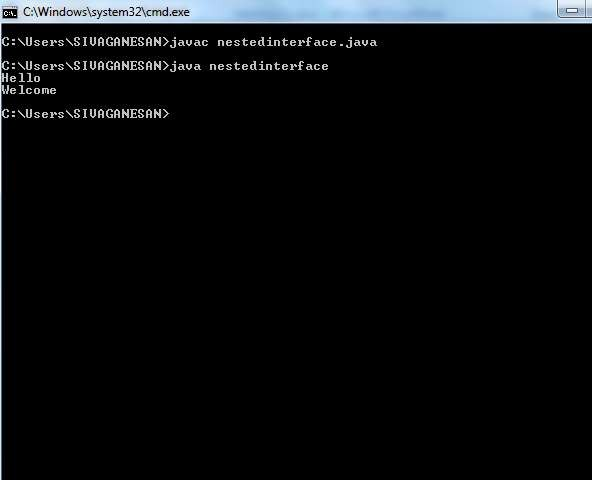 C:\Windows\system32\cmd.exe
C:\Users\SIVAGANESAN>javac nestedinterface.java
C:\Users\SIVAGANESAN>java nestedinterface
Hello
Welcome
C:\Users\SIVAGANESAN>